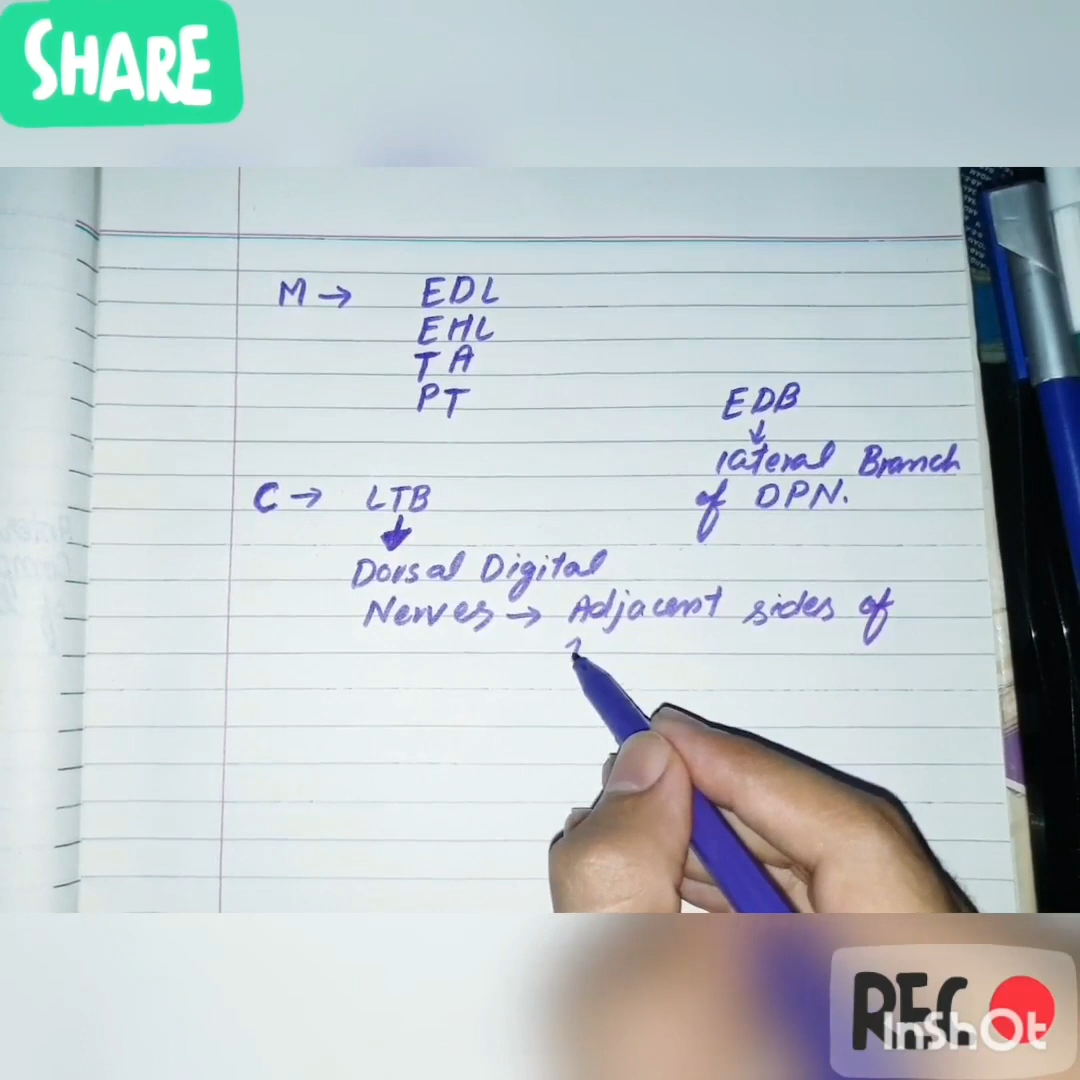 SHARE
M → EDL
EHL
TA
PT
EDB
↓
lateral Branch
of DPN.
C → LTB
↓
Dorsal Digital
Nerves → Adjacent sides of
REC
InShOt